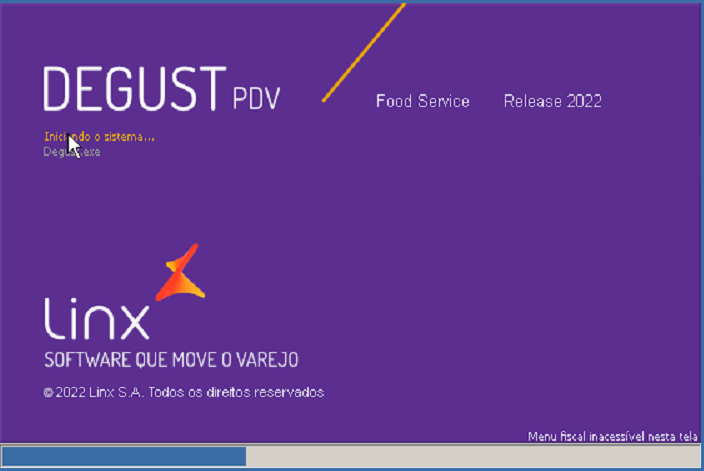 DEGUST PDV
Food Service Release 2022
Iniciando o sistema...
Degust.exe
Linx
SOFTWARE QUE MOVE O VAREJO
© 2022 Linx S.A. Todos os direitos reservados
Menu fiscal inacessível nesta tela